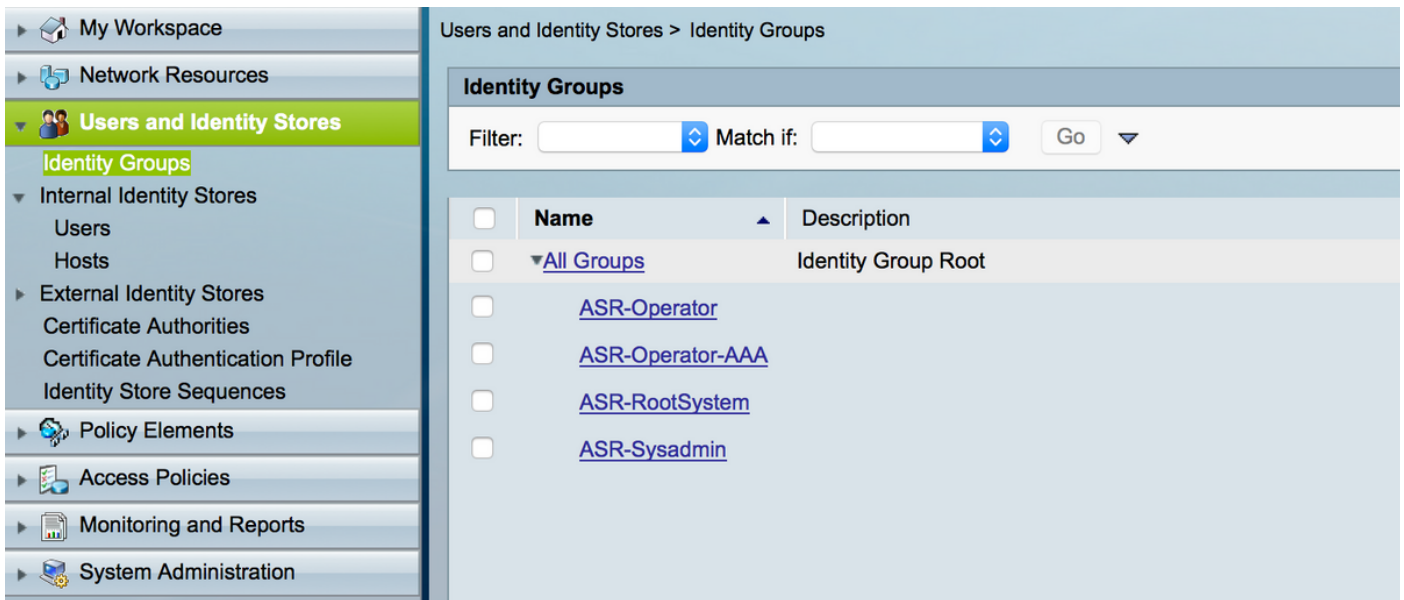 My Workspace
Network Resources
Users and Identity Stores
Identity Groups
Internal Identity Stores
Users
Hosts
External Identity Stores
Certificate Authorities
Certificate Authentication Profile
Identity Store Sequences
Policy Elements
Access Policies
Monitoring and Reports
System Administration
Users and Identity Stores > Identity Groups
Identity Groups
Filter: Match if: Go
Name Description
All Groups Identity Group Root
ASR-Operator
ASR-Operator-AAA
ASR-RootSystem
ASR-Sysadmin